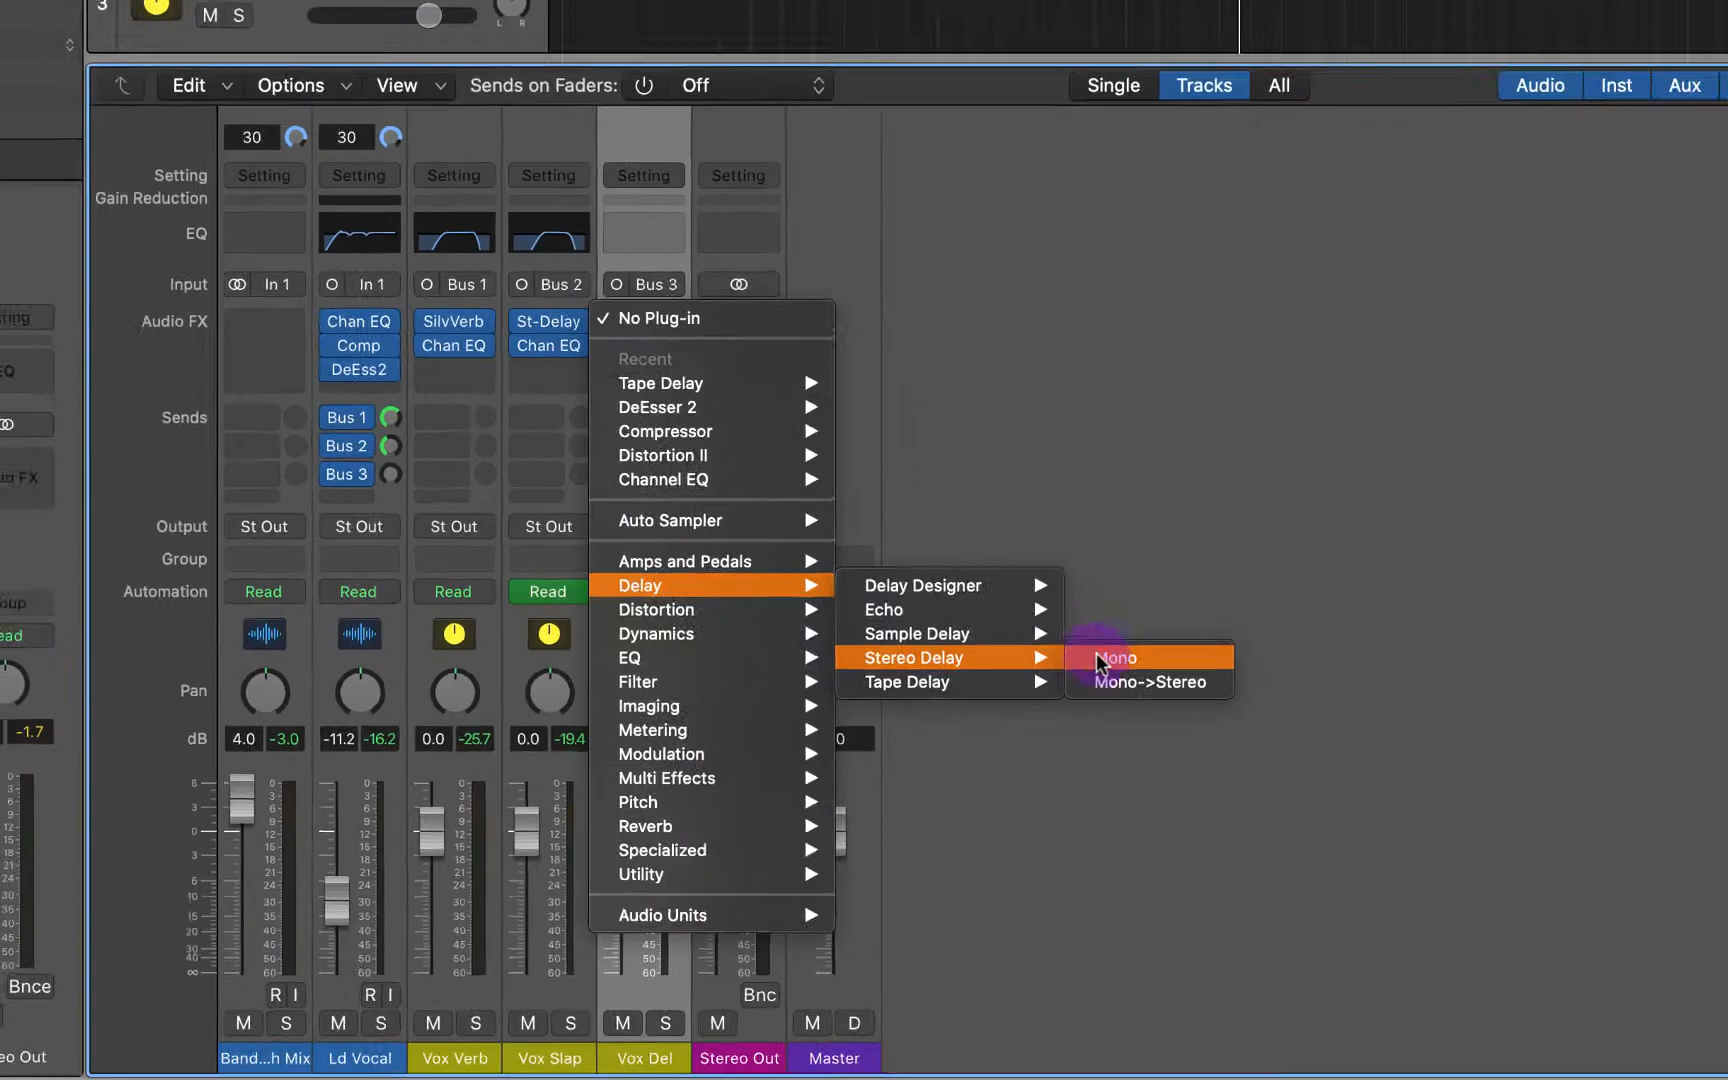 3
M S
L R
Edit Options View Sends on Faders: Off Single Tracks All Audio Inst Aux
30 30
Setting Setting Setting Setting Setting Setting Setting
Gain Reduction
EQ
Input In 1 In 1 Bus 1 Bus 2 Bus 3
Audio FX Chan EQ SilvVerb St-Delay
Comp Chan EQ Chan EQ
DeEss2
Sends Bus 1
Bus 2
Bus 3
Output St Out St Out St Out St Out
Group
Automation Read Read Read Read
Pan
dB 4.0 -3.0 -11.2 -16.2 0.0 -25.7 0.0 -19.4
-1.7
No Plug-in
Recent
Tape Delay
DeEsser 2
Compressor
Distortion II
Channel EQ
Auto Sampler
Amps and Pedals
Delay
Distortion
Dynamics
EQ
Filter
Imaging
Metering
Modulation
Multi Effects
Pitch
Reverb
Specialized
Utility
Audio Units
Delay Designer
Echo
Sample Delay
Stereo Delay
Tape Delay
Mono
Mono->Stereo
Bnce
R I R I Bnc
M S M S M S M S M S M M D
Band...h Mix Ld Vocal Vox Verb Vox Slap Vox Del Stereo Out Master